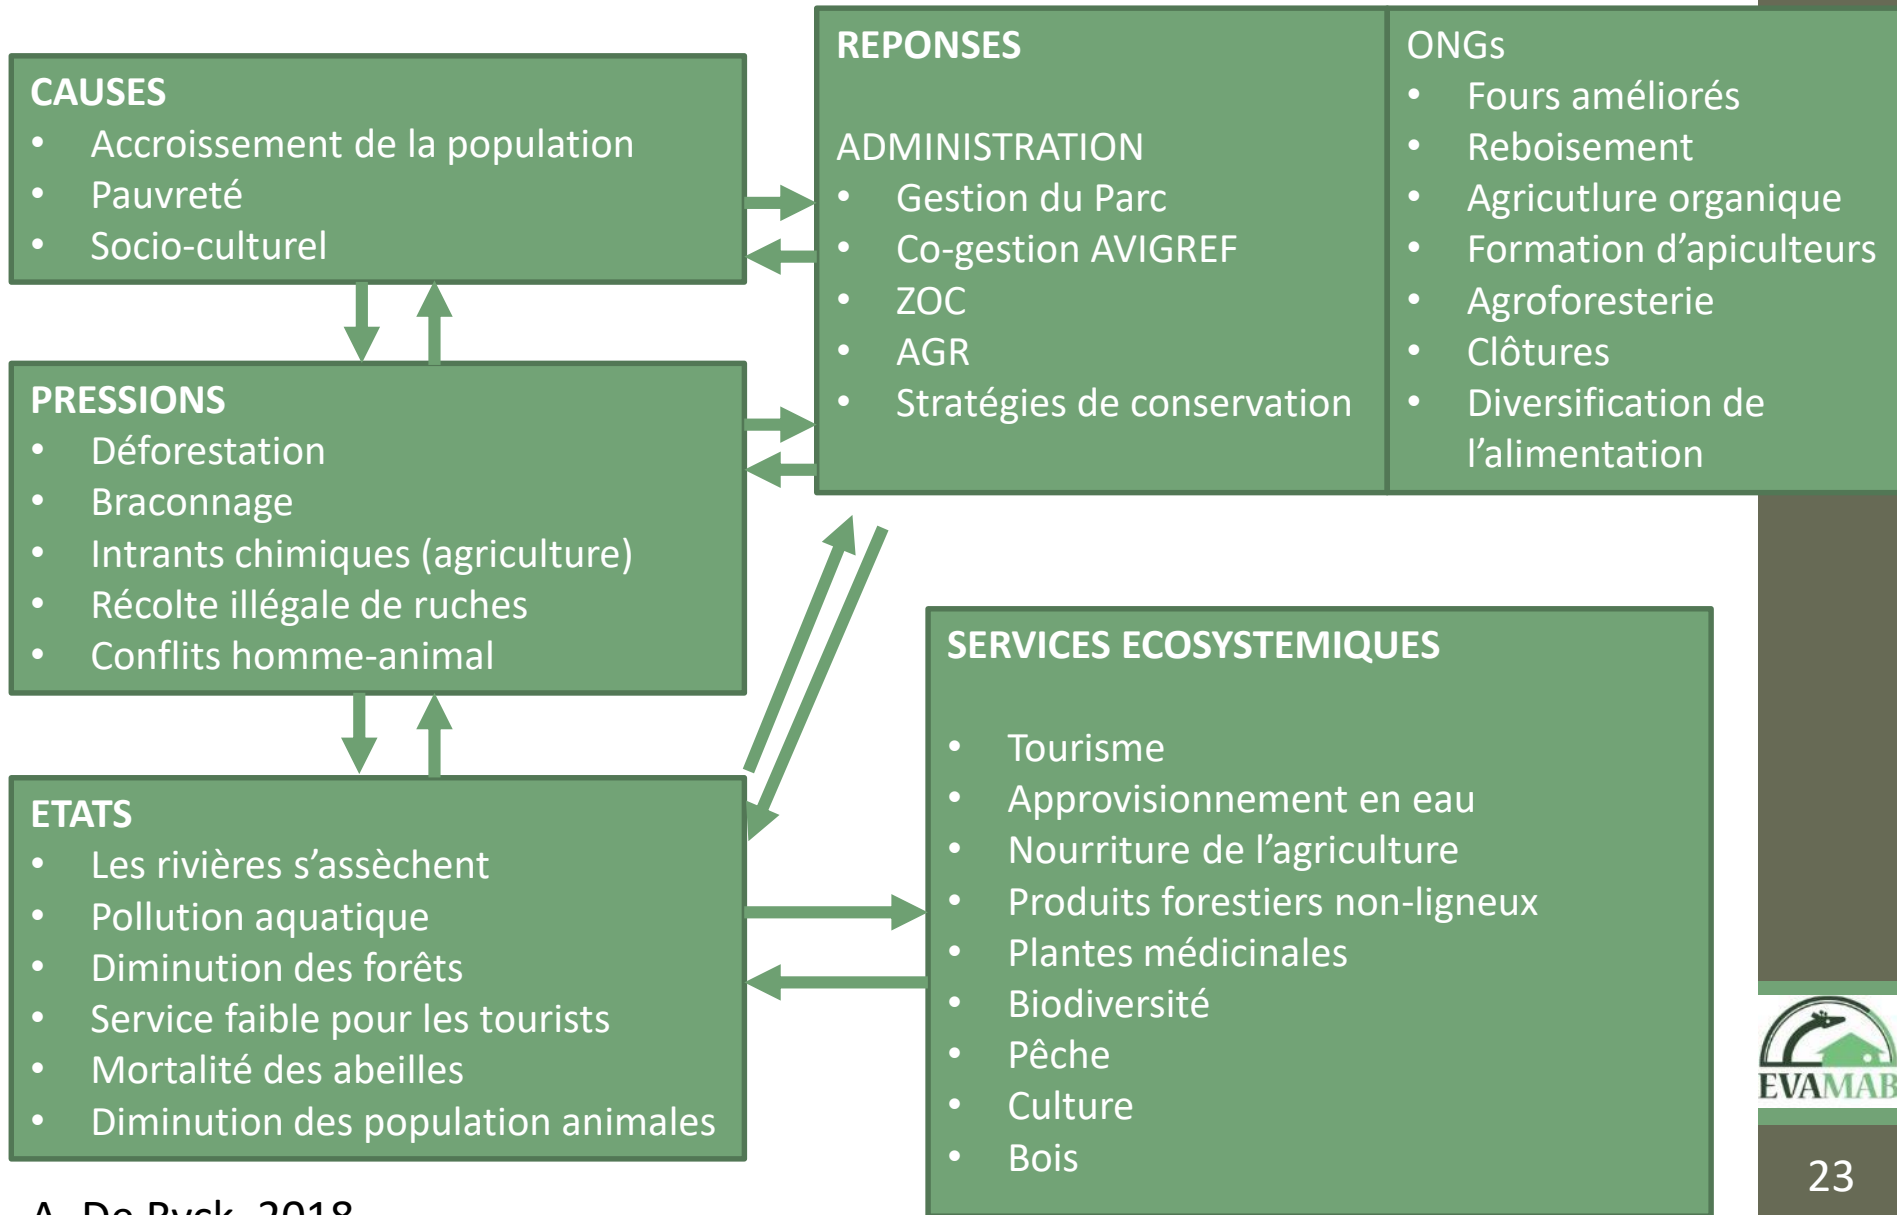 CAUSES
• Accroissement de la population
• Pauvreté
• Socio-culturel
PRESSIONS
• Déforestation
• Braconnage
• Intrants chimiques (agriculture)
• Récolte illégale de ruches
• Conflits homme-animal
ETATS
• Les rivières s’assèchent
• Pollution aquatique
• Diminution des forêts
• Service faible pour les tourists
• Mortalité des abeilles
• Diminution des population animales
REPONSES
ADMINISTRATION
• Gestion du Parc
• Co-gestion AVIGREF
• ZOC
• AGR
• Stratégies de conservation
ONGs
• Fours améliorés
• Reboisement
• Agricutlure organique
• Formation d’apiculteurs
• Agroforesterie
• Clôtures
• Diversification de
l’alimentation
SERVICES ECOSYSTEMIQUES
• Tourisme
• Approvisionnement en eau
• Nourriture de l’agriculture
• Produits forestiers non-ligneux
• Plantes médicinales
• Biodiversité
• Pêche
• Culture
• Bois
EVAMAB
23
A. De Ryck, 2018